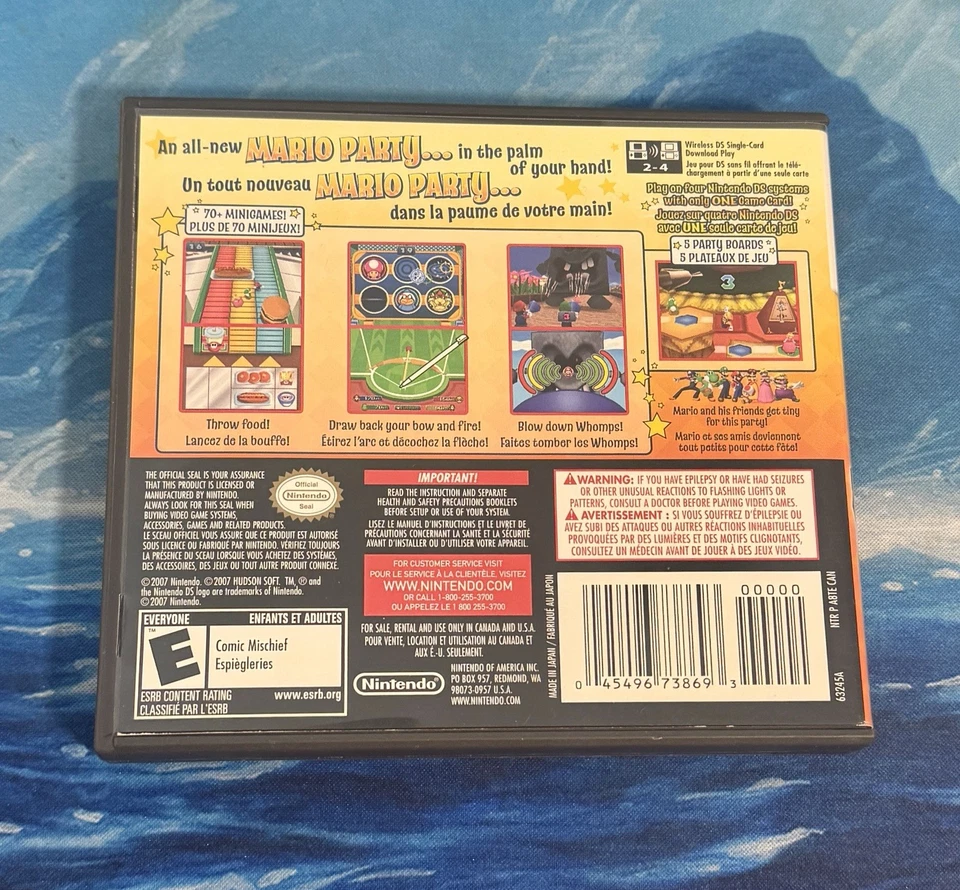 An all-new MARIO PARTY... in the palm
of your hand!
Un tout nouveau MARIO PARTY...
dans la paume de votre main!
2-4
Wireless DS Single-Card
Download Play
Jeu pour DS sans fil offrant le télé-
chargement à partir d'une seule carte
Play on four Nintendo DS systems
with only ONE Game Card!
Jouez sur quatre Nintendo DS
avec UNE seule carte de jeu!
70+ MINIGAMES!
PLUS DE 70 MINIJEUX!
5 PARTY BOARDS
5 PLATEAUX DE JEU
16
19
3
Throw food!
Lancez de la bouffe!
Draw back your bow and fire!
Étirez l'arc et décochez la flèche!
Blow down Whomps!
Faites tomber les Whomps!
Mario and his friends get tiny
for this party!
Mario et ses amis deviennent
tout petits pour cette fête!
THE OFFICIAL SEAL IS YOUR ASSURANCE
THAT THIS PRODUCT IS LICENSED OR
MANUFACTURED BY NINTENDO.
ALWAYS LOOK FOR THIS SEAL WHEN
BUYING VIDEO GAME SYSTEMS,
ACCESSORIES, GAMES AND RELATED PRODUCTS.
LE SCEAU OFFICIEL VOUS ASSURE QUE CE PRODUIT EST AUTORISÉ
SOUS LICENCE OU FABRIQUÉ PAR NINTENDO. VÉRIFIEZ TOUJOURS
LA PRÉSENCE DU SCEAU LORSQUE VOUS ACHETEZ DES SYSTÈMES,
DES ACCESSOIRES, DES JEUX OU TOUT AUTRE PRODUIT CONNEXE.
Official
Nintendo
Seal
© 2007 Nintendo. © 2007 HUDSON SOFT. TM, ® and
the Nintendo DS logo are trademarks of Nintendo.
© 2007 Nintendo.
EVERYONE ENFANTS ET ADULTES
E
TM
Comic Mischief
Espiègleries
ESRB CONTENT RATING www.esrb.org
CLASSIFIÉ PAR L'ESRB
IMPORTANT!
READ THE INSTRUCTION AND SEPARATE
HEALTH AND SAFETY PRECAUTIONS BOOKLETS
BEFORE SETUP OR USE OF YOUR SYSTEM.
LISEZ LE MANUEL D'INSTRUCTIONS ET LE LIVRET DE
PRÉCAUTIONS CONCERNANT LA SANTÉ ET LA SÉCURITÉ
AVANT D'INSTALLER OU D'UTILISER VOTRE APPAREIL.
FOR CUSTOMER SERVICE VISIT
POUR LE SERVICE À LA CLIENTÈLE, VISITEZ
WWW.NINTENDO.COM
OR CALL 1-800-255-3700
OU APPELEZ LE 1 800 255-3700
FOR SALE, RENTAL AND USE ONLY IN CANADA AND U.S.A.
POUR VENTE, LOCATION ET UTILISATION AU CANADA ET
AUX É.-U. SEULEMENT.
Nintendo
NINTENDO OF AMERICA INC.
PO BOX 957, REDMOND, WA
98073-0957 U.S.A.
WWW.NINTENDO.COM
WARNING: IF YOU HAVE EPILEPSY OR HAVE HAD SEIZURES
OR OTHER UNUSUAL REACTIONS TO FLASHING LIGHTS OR
PATTERNS, CONSULT A DOCTOR BEFORE PLAYING VIDEO GAMES.
AVERTISSEMENT : SI VOUS SOUFFREZ D'ÉPILEPSIE OU
AVEZ SUBI DES ATTAQUES OU AUTRES RÉACTIONS INHABITUELLES
PROVOQUÉES PAR DES LUMIÈRES ET DES MOTIFS CLIGNOTANTS,
CONSULTEZ UN MÉDECIN AVANT DE JOUER À DES JEUX VIDÉO.
MADE IN JAPAN / FABRIQUÉ AU JAPON
00000
0 45496 73869 3
NTR P A8TE CAN
63245A